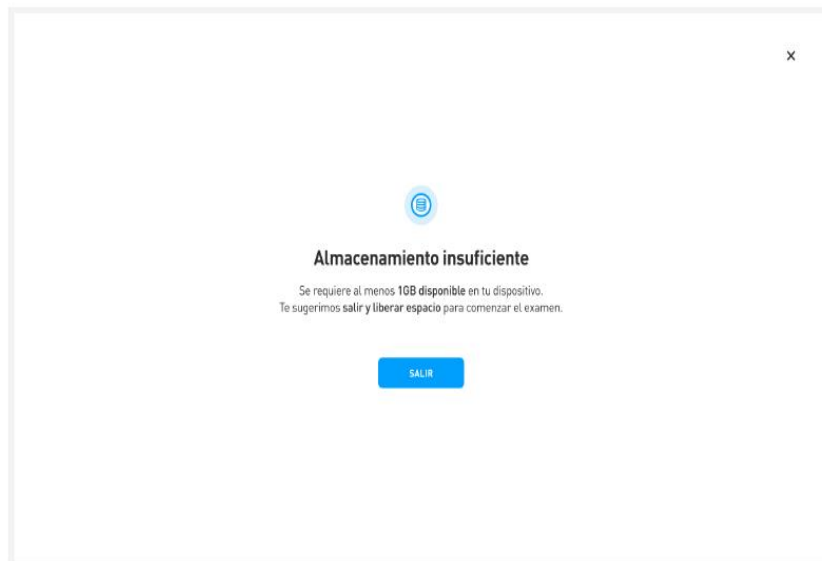 Almacenamiento insuficiente
Se requiere al menos 1GB disponible en tu dispositivo.
Te sugerimos salir y liberar espacio para comenzar el examen.
SALIR